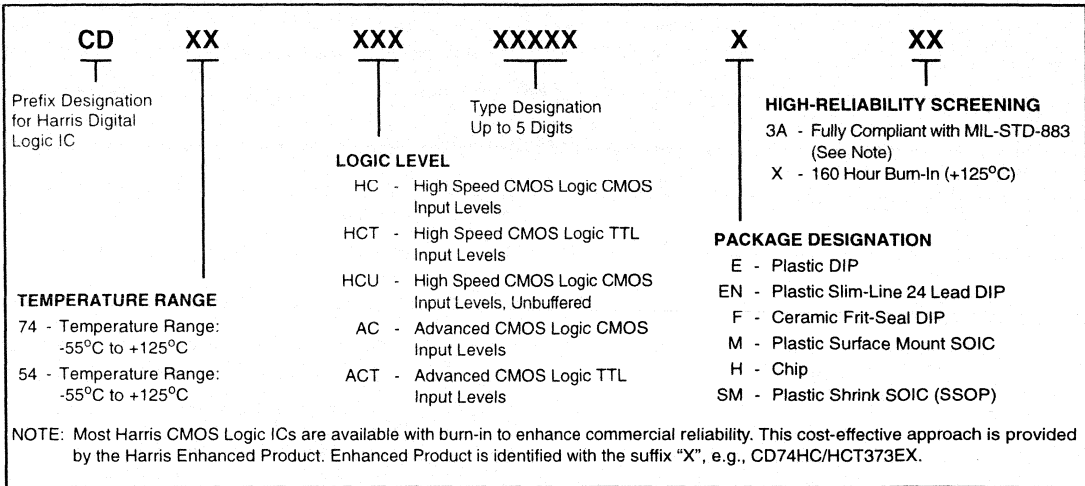 CD XX XXX XXXXX X XX
Prefix Designation
for Harris Digital
Logic IC
Type Designation
Up to 5 Digits
HIGH-RELIABILITY SCREENING
3A - Fully Compliant with MIL-STD-883
(See Note)
X - 160 Hour Burn-In (+125°C)
LOGIC LEVEL
HC - High Speed CMOS Logic CMOS
Input Levels
HCT - High Speed CMOS Logic TTL
Input Levels
HCU - High Speed CMOS Logic CMOS
Input Levels, Unbuffered
AC - Advanced CMOS Logic CMOS
Input Levels
ACT - Advanced CMOS Logic TTL
Input Levels
PACKAGE DESIGNATION
E - Plastic DIP
EN - Plastic Slim-Line 24 Lead DIP
F - Ceramic Frit-Seal DIP
M - Plastic Surface Mount SOIC
H - Chip
SM - Plastic Shrink SOIC (SSOP)
TEMPERATURE RANGE
74 - Temperature Range:
-55°C to +125°C
54 - Temperature Range:
-55°C to +125°C
NOTE: Most Harris CMOS Logic ICs are available with burn-in to enhance commercial reliability. This cost-effective approach is provided
by the Harris Enhanced Product. Enhanced Product is identified with the suffix “X”, e.g., CD74HC/HCT373EX.